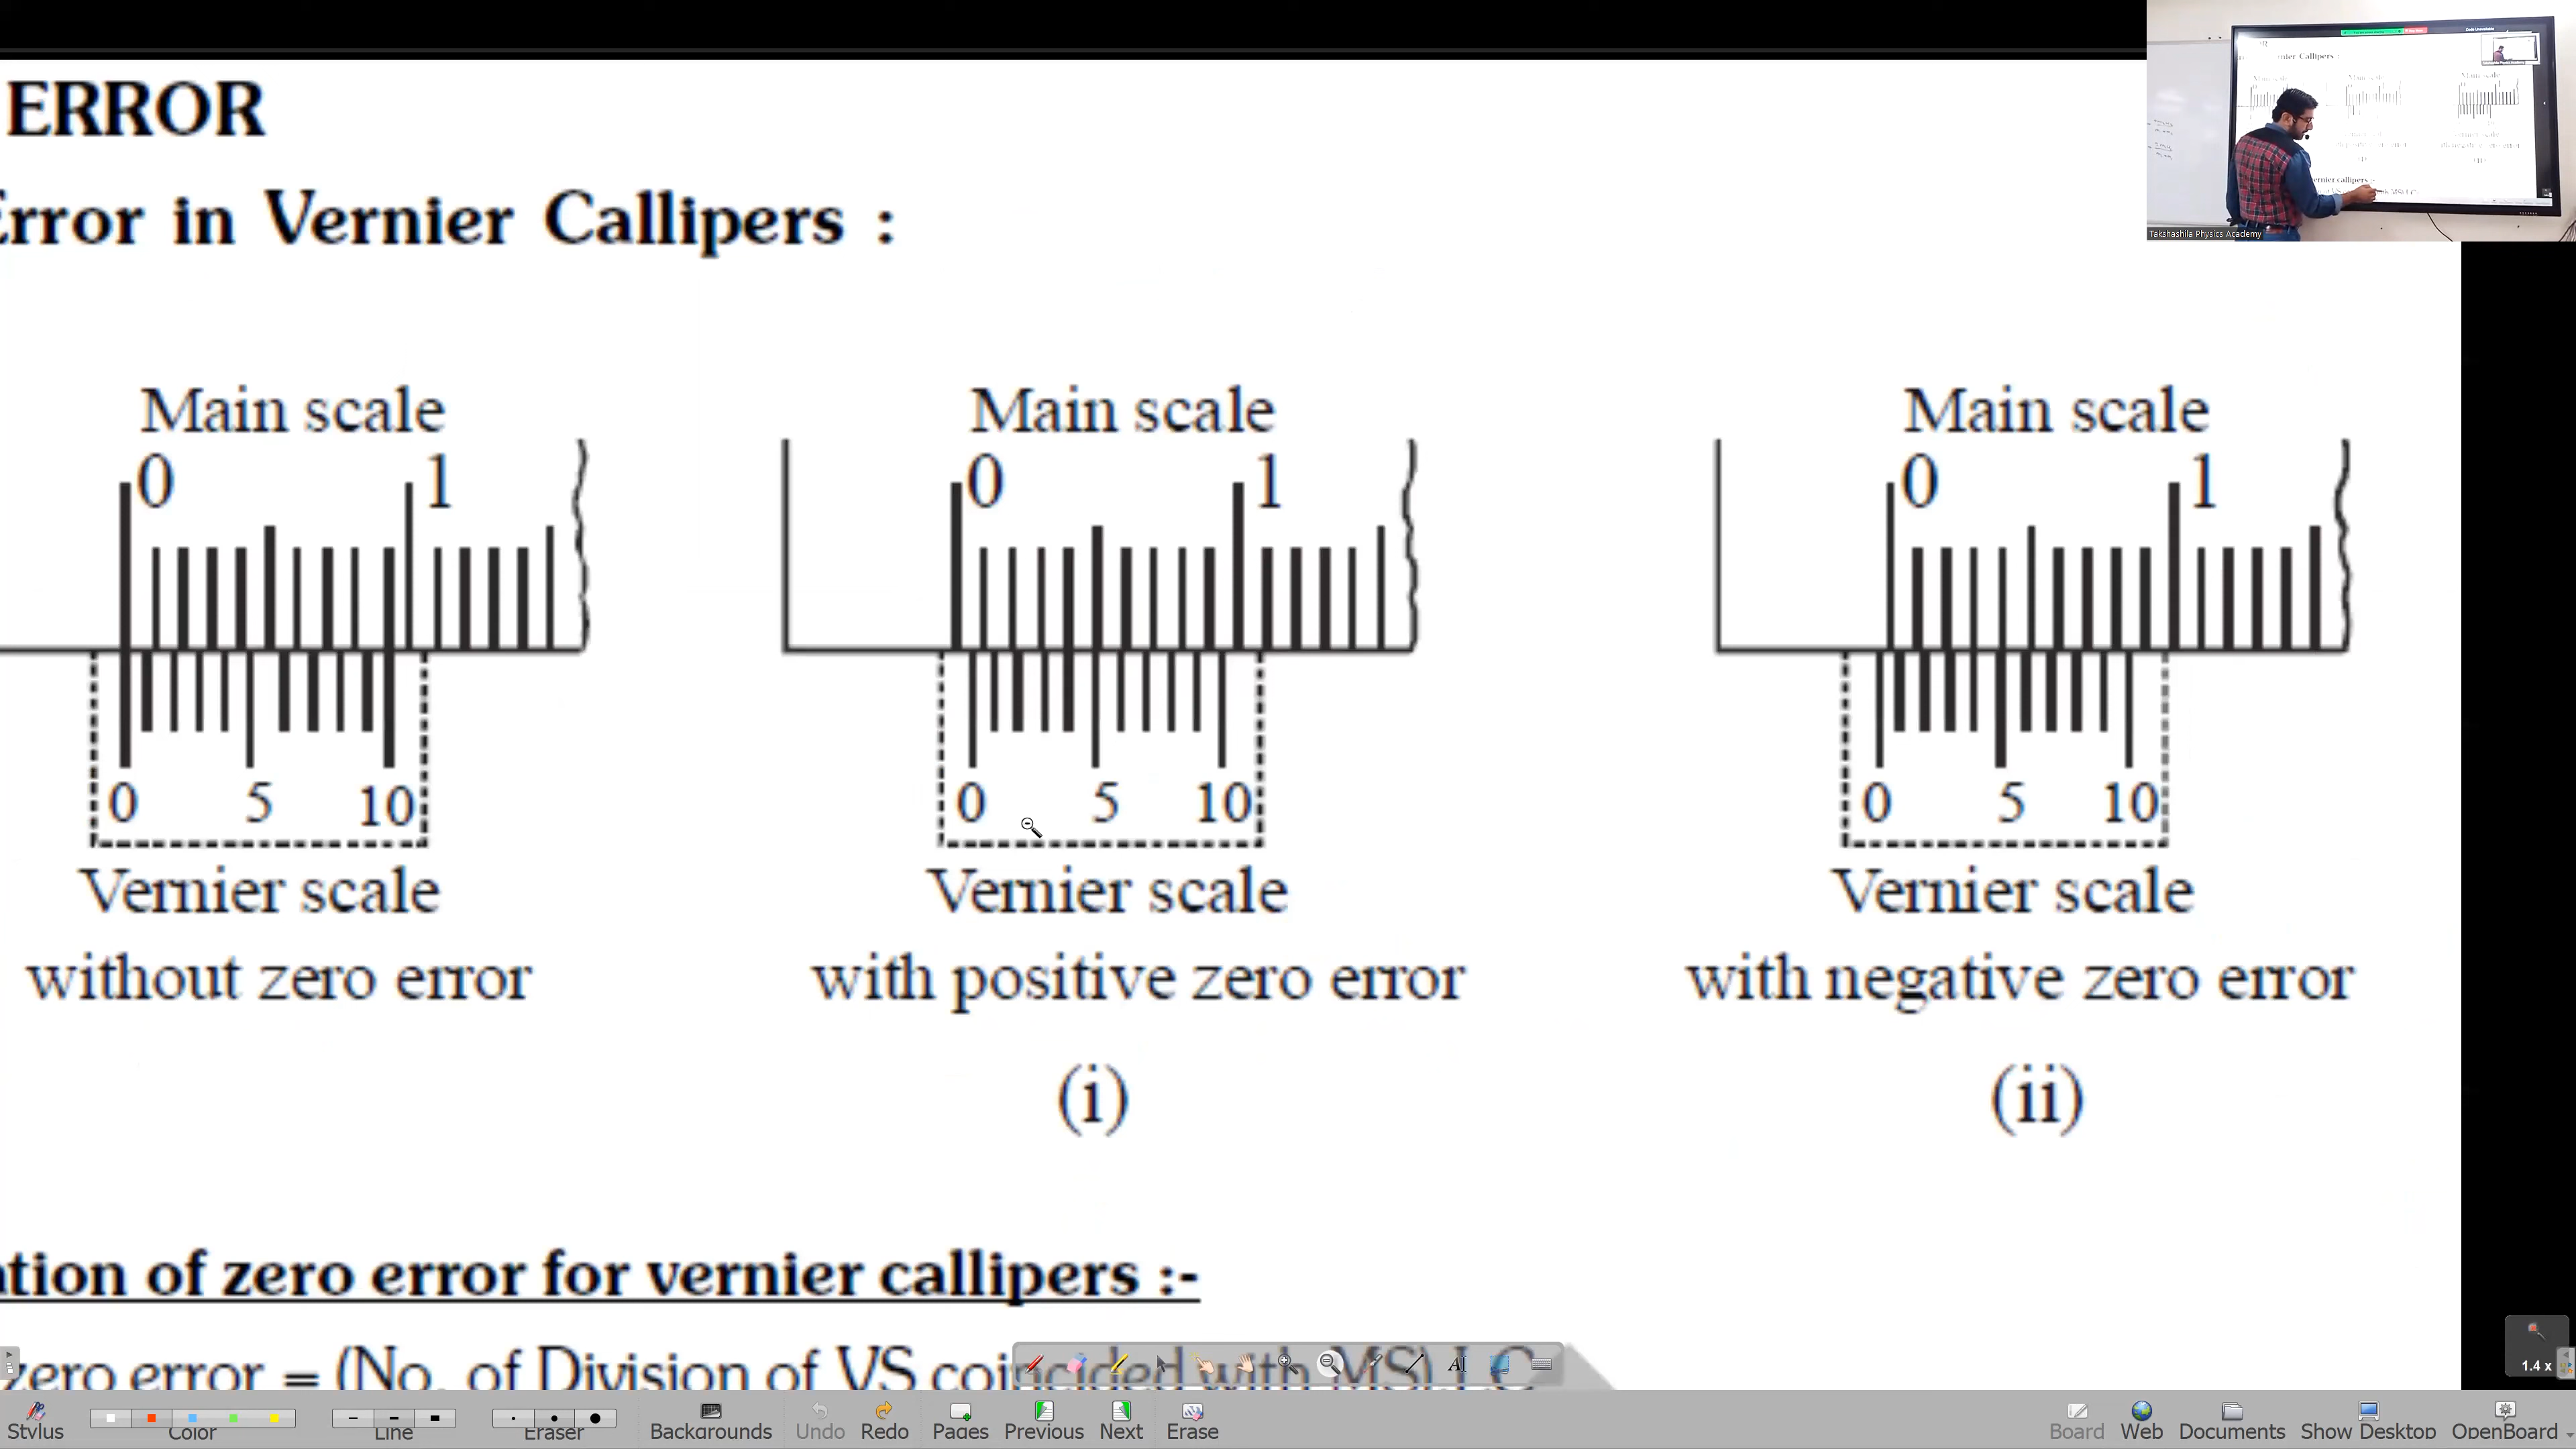 ERROR
Error in Vernier Callipers :
Main scale
0 1
0 5 10
Vernier scale
without zero error
Main scale
0 1
0 5 10
Vernier scale
with positive zero error
(i)
Main scale
0 1
0 5 10
Vernier scale
with negative zero error
(ii)
ation of zero error for vernier callipers :-
zero error = (No. of Division of VS coincided with MS) LC
Takshashila Physics Academy
1.4 x
Stylus Color Line Eraser Backgrounds Undo Redo Pages Previous Next Erase Board Web Documents Show Desktop OpenBoard